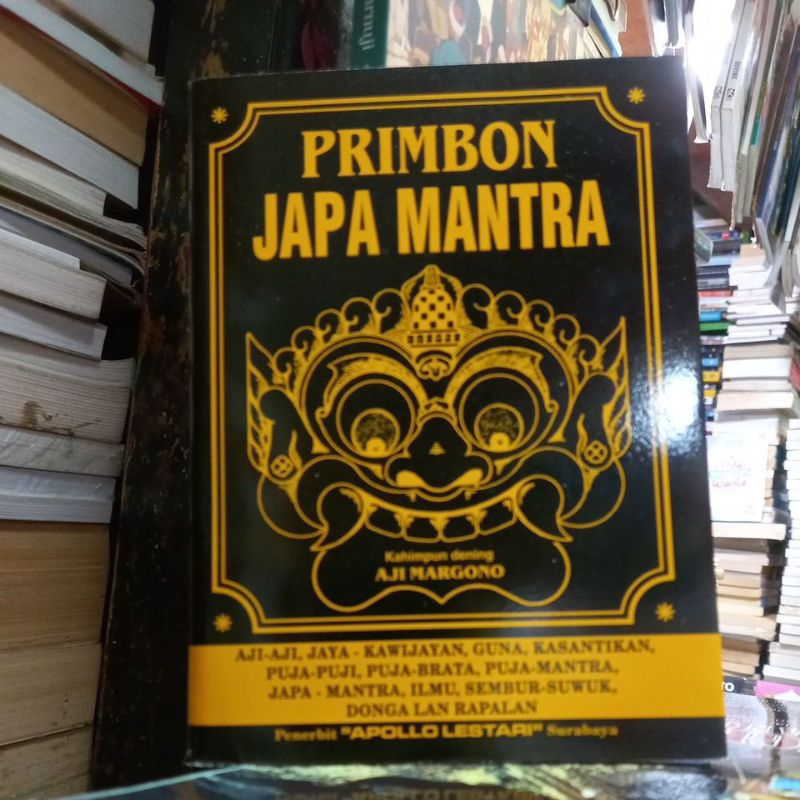 PRIMBON
JAPA MANTRA
Kahimpun dening
AJI MARGONO
AJI-AJI, JAYA - KAWIJAYAN, GUNA, KASANTIKAN,
PUJA-PUJI, PUJA-BRATA, PUJA-MANTRA,
JAPA - MANTRA, ILMU, SEMBUR-SUWUK,
DONGA LAN RAPALAN
Penerbit "APOLLO LESTARI" Surabaya